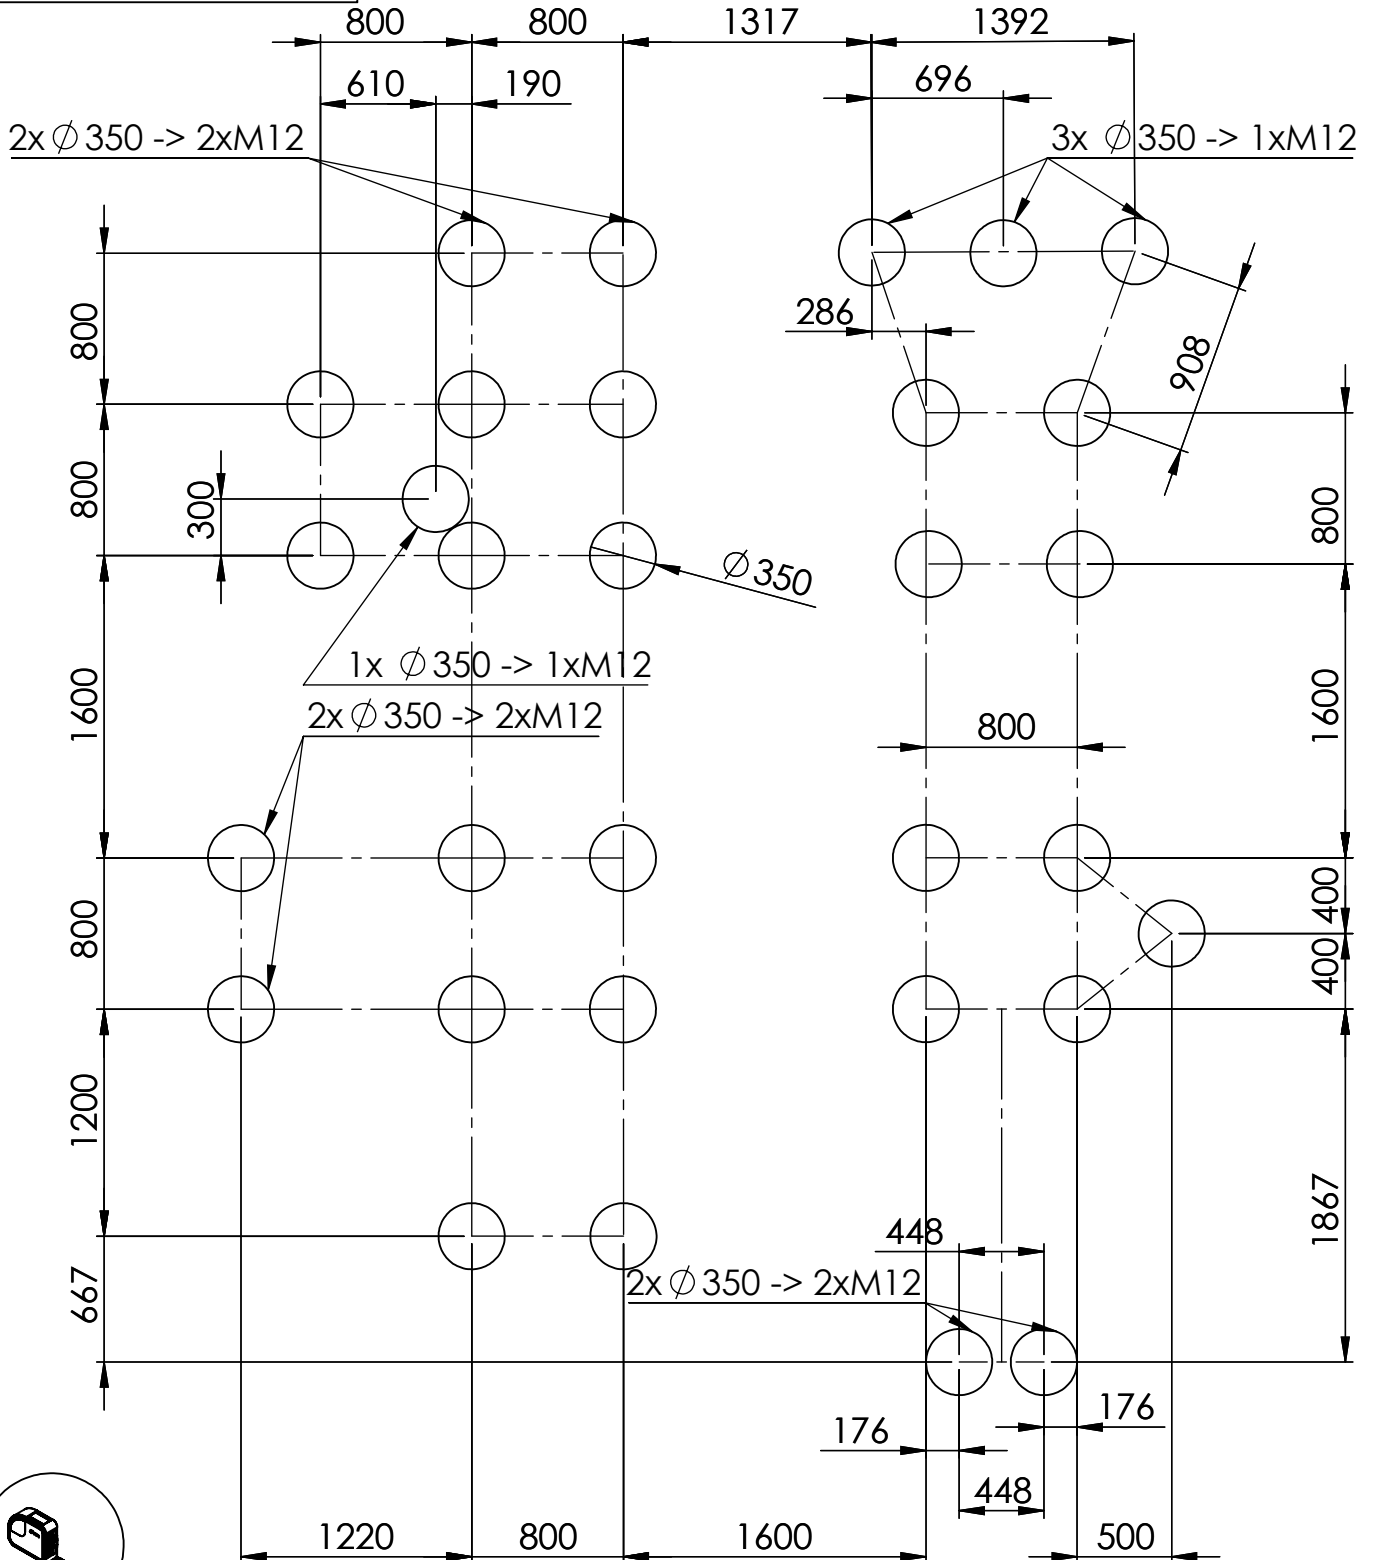 800 800 1317 1392
610 190 696
2x Ø 350 -> 2xM12 3x Ø 350 -> 1xM12
800 286 908
800 300 800
Ø 350
1600 1x Ø 350 -> 1xM12 1600
2x Ø 350 -> 2xM12
800
800 400
400
1200 1867
448
667 2x Ø 350 -> 2xM12
176 176
448
1220 800 1600 500